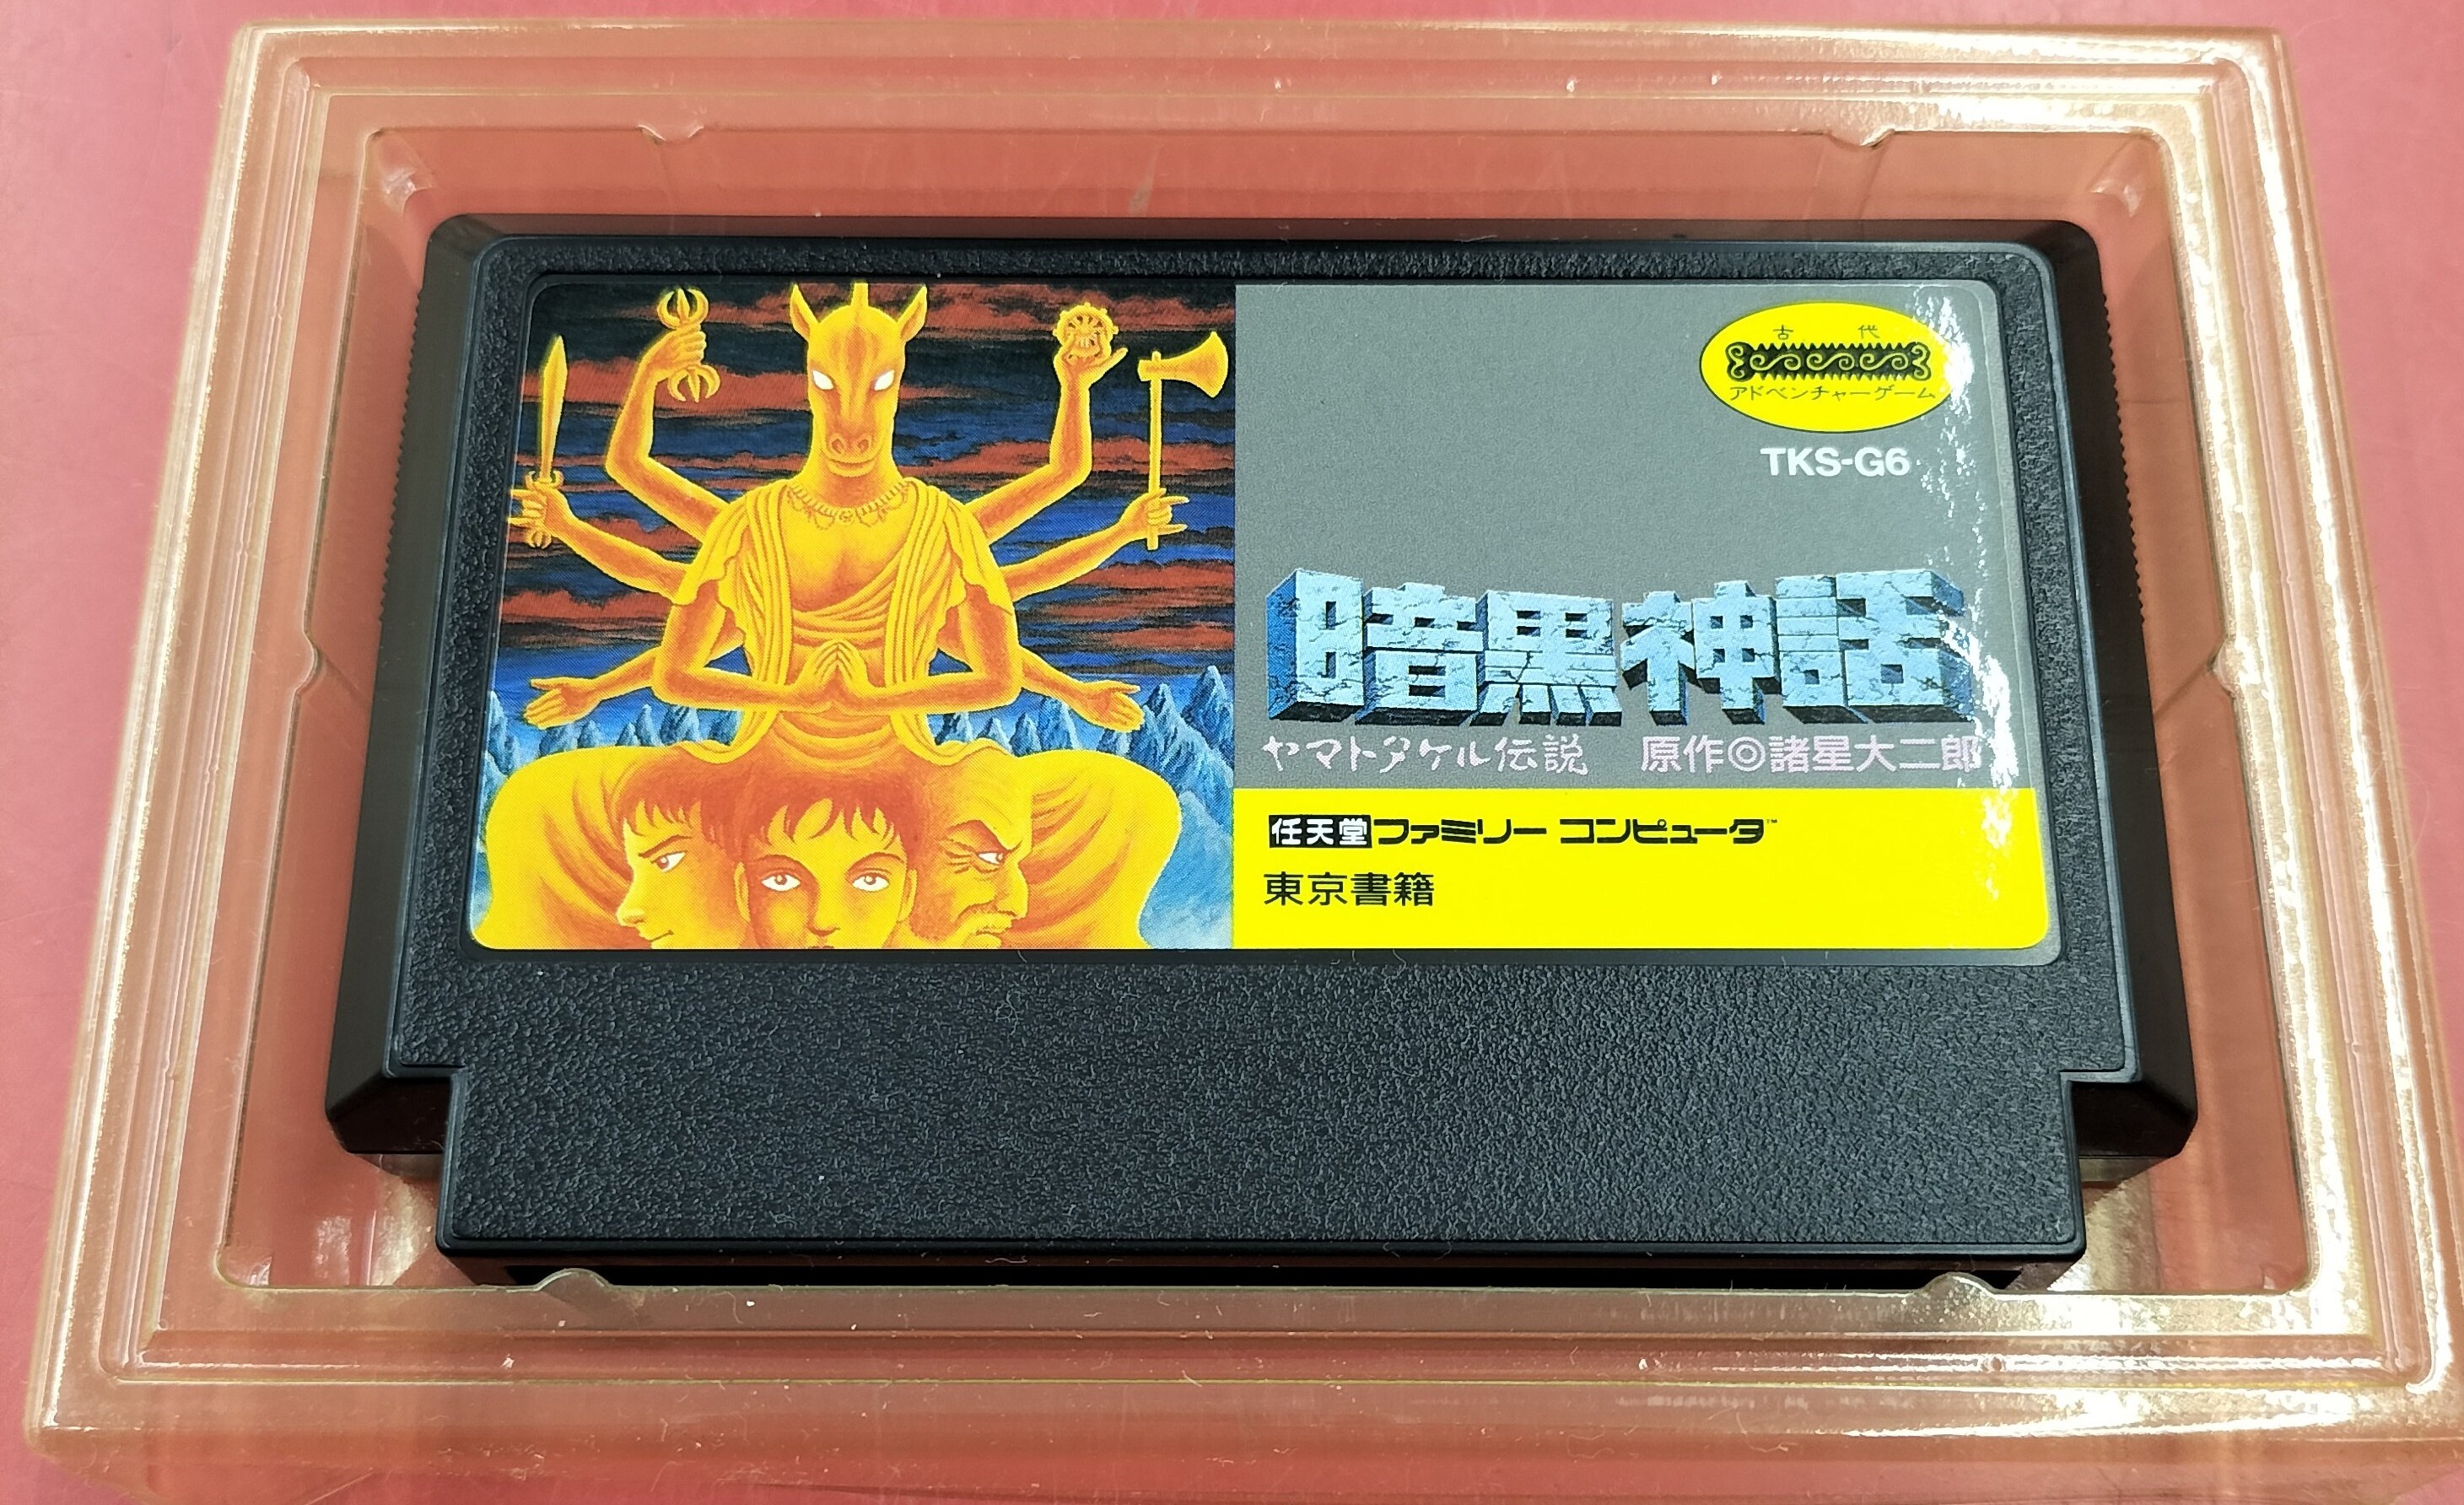 古代
アドベンチャーゲーム
TKS-G6
暗黒神話
ヤマトタケル伝説 原作◎諸星大二郎
任天堂ファミリー コンピュータ™
東京書籍